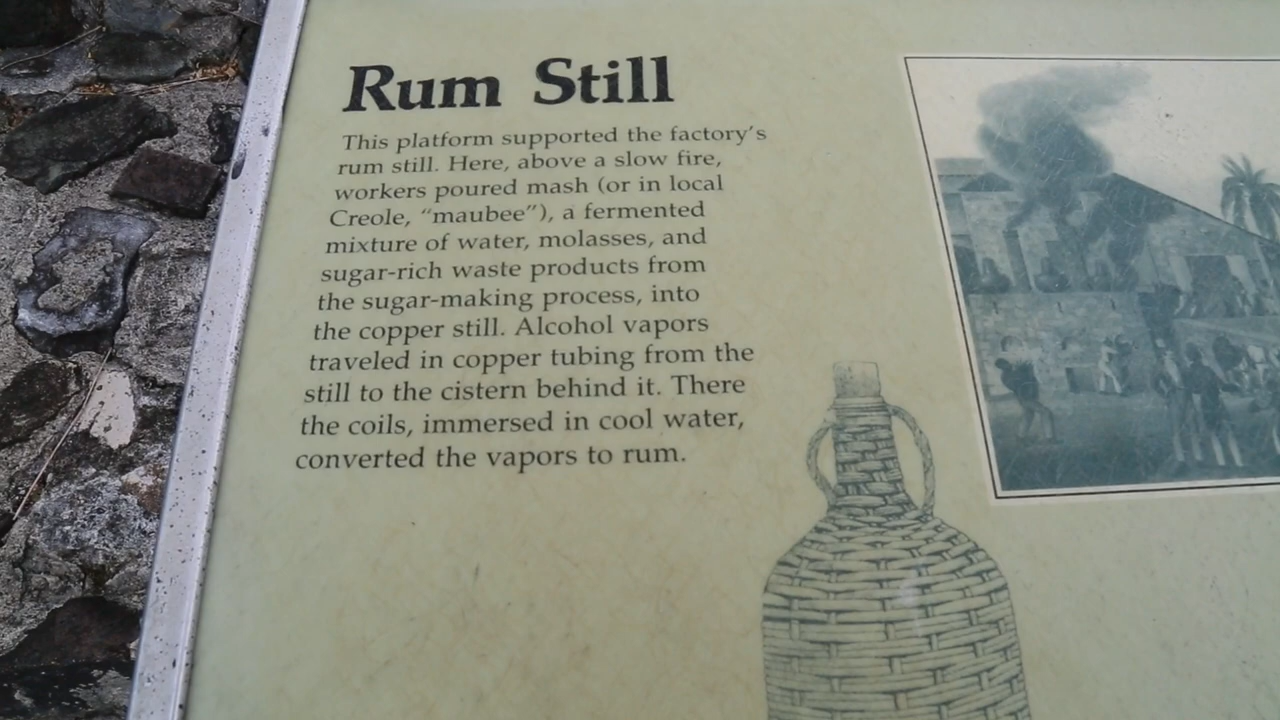 Rum Still
This platform supported the factory's
rum still. Here, above a slow fire,
workers poured mash (or in local
Creole, "maubee"), a fermented
mixture of water, molasses, and
sugar-rich waste products from
the sugar-making process, into
the copper still. Alcohol vapors
traveled in copper tubing from the
still to the cistern behind it. There
the coils, immersed in cool water,
converted the vapors to rum.